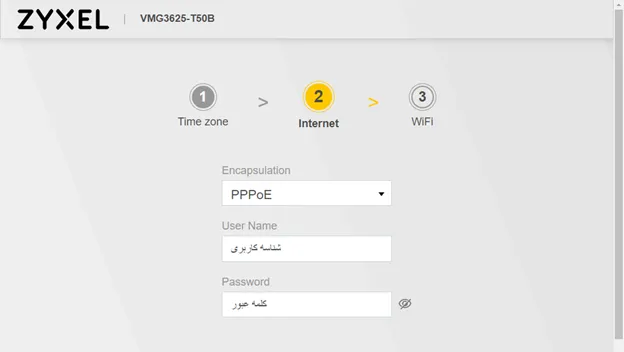 ZYXEL | VMG3625-T50B
1 > 2 > 3
Time zone Internet WiFi
Encapsulation
PPPoE
User Name
شناسه کاربری
Password
کلمه عبور